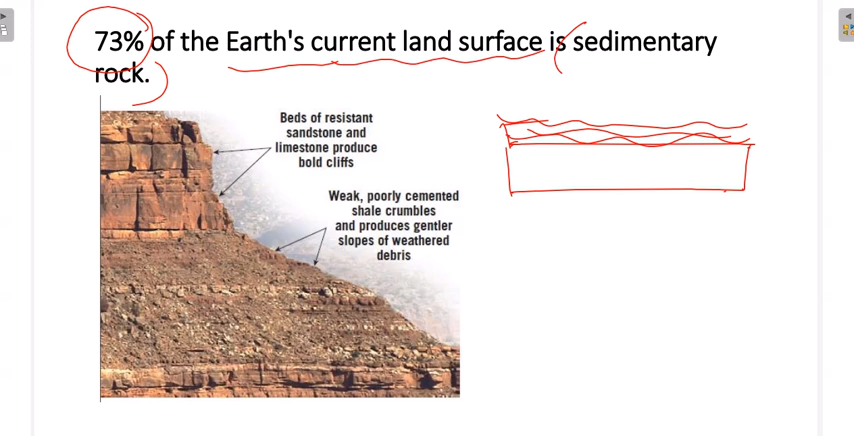 73% of the Earth's current land surface is sedimentary
rock.
Beds of resistant
sandstone and
limestone produce
bold cliffs
Weak, poorly cemented
shale crumbles
and produces gentler
slopes of weathered
debris